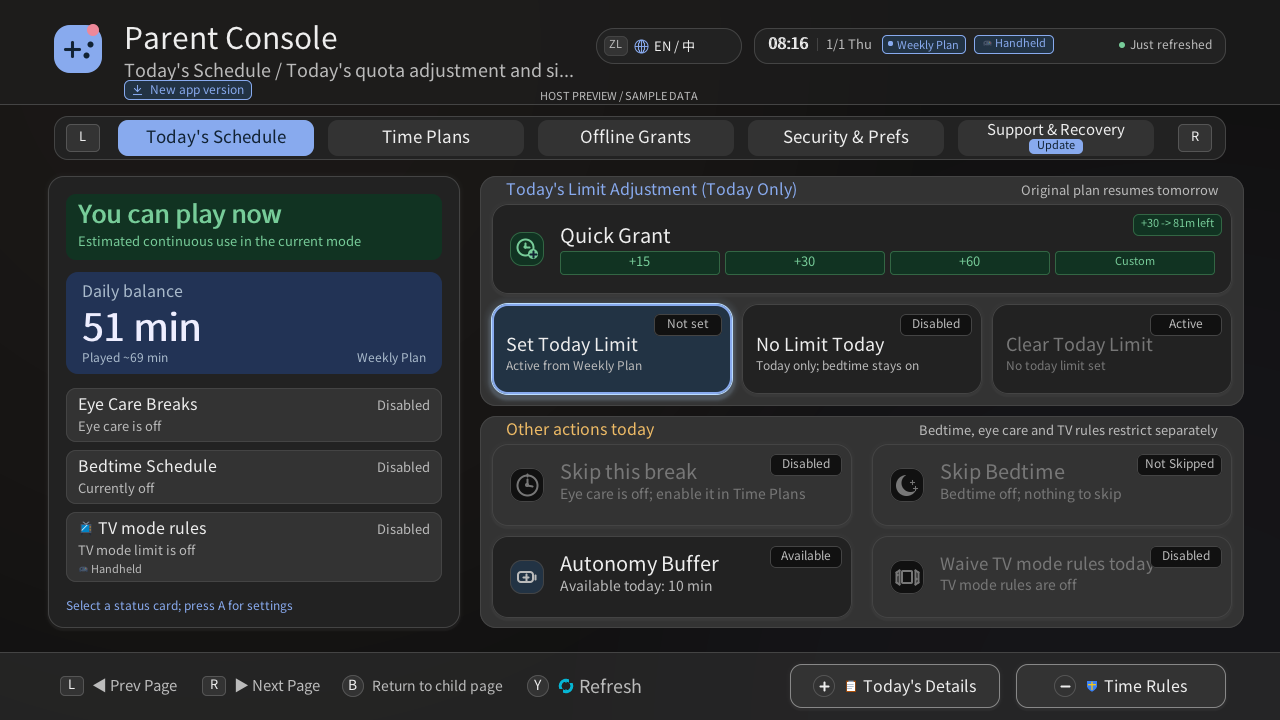 Parent Console
Today's Schedule / Today's quota adjustment and si...
New app version
ZL EN / 中
08:16 1/1 Thu Weekly Plan Handheld Just refreshed
HOST PREVIEW / SAMPLE DATA
L Today's Schedule Time Plans Offline Grants Security & Prefs Support & Recovery R
Update
You can play now
Estimated continuous use in the current mode
Daily balance
51 min
Played ~69 min Weekly Plan
Eye Care Breaks Disabled
Eye care is off
Bedtime Schedule Disabled
Currently off
TV mode rules Disabled
TV mode limit is off
Handheld
Select a status card; press A for settings
Today's Limit Adjustment (Today Only) Original plan resumes tomorrow
+30 -> 81m left
Quick Grant
+15 +30 +60 Custom
Not set
Set Today Limit
Active from Weekly Plan
Disabled
No Limit Today
Today only; bedtime stays on
Active
Clear Today Limit
No today limit set
Other actions today Bedtime, eye care and TV rules restrict separately
Skip this break Disabled
Eye care is off; enable it in Time Plans
Skip Bedtime Not Skipped
Bedtime off; nothing to skip
Autonomy Buffer Available
Available today: 10 min
Waive TV mode rules today Disabled
TV mode rules are off
L ◀ Prev Page R ▶ Next Page B Return to child page Y Refresh + Today's Details − Time Rules